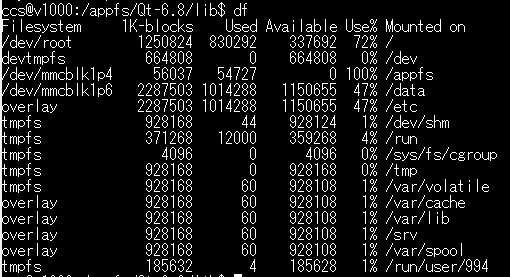 ccs@v1000:/appfs/Qt-6.8/lib$ df
Filesystem 1K-blocks Used Available Use% Mounted on
/dev/root 1250824 830292 337692 72% /
devtmpfs 664808 0 664808 0% /dev
/dev/mmcblk1p4 56037 54727 0 100% /appfs
/dev/mmcblk1p6 2287503 1014288 1150655 47% /data
overlay 2287503 1014288 1150655 47% /etc
tmpfs 928168 44 928124 1% /dev/shm
tmpfs 371268 12000 359268 4% /run
tmpfs 4096 0 4096 0% /sys/fs/cgroup
tmpfs 928168 0 928168 0% /tmp
tmpfs 928168 60 928108 1% /var/volatile
overlay 928168 60 928108 1% /var/cache
overlay 928168 60 928108 1% /var/lib
overlay 928168 60 928108 1% /srv
overlay 928168 60 928108 1% /var/spool
tmpfs 185628 4 185624 1% /run/user/994